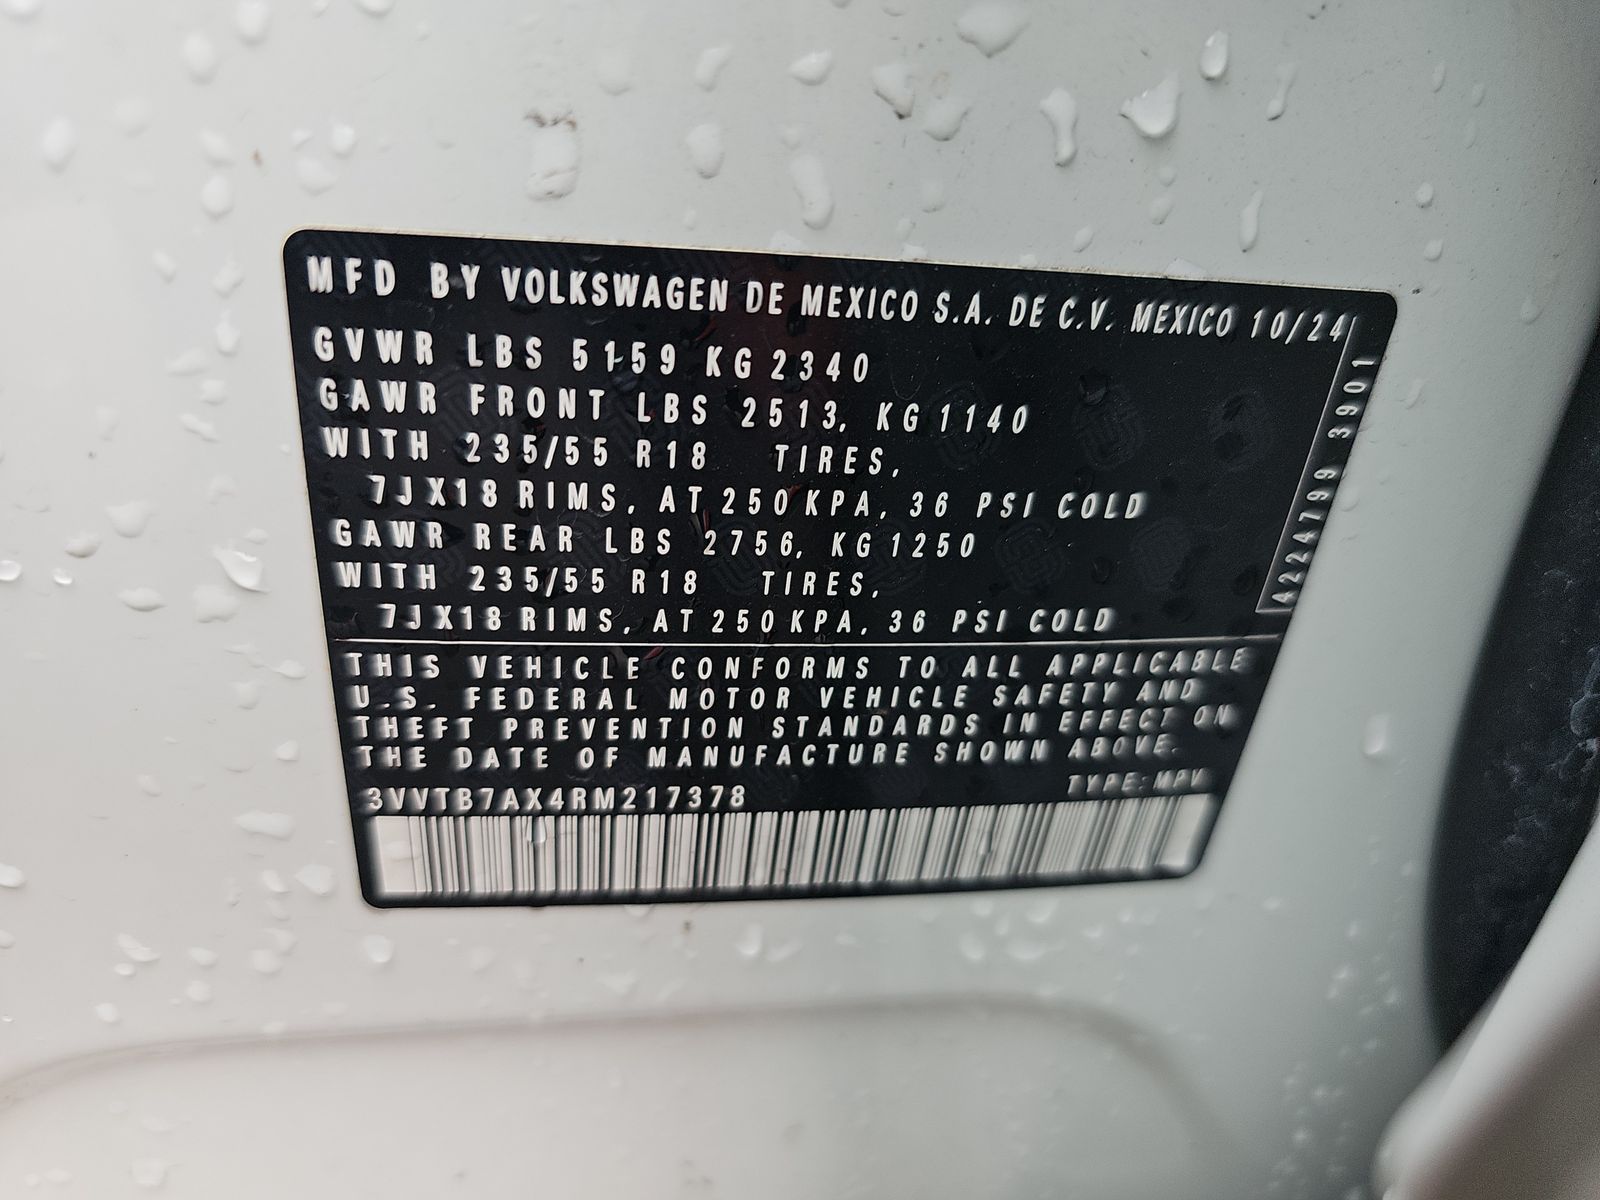 MFD BY VOLKSWAGEN DE MEXICO S.A. DE C.V. MEXICO 10/24
GVWR LBS 5159 KG 2340
GAWR FRONT LBS 2513, KG 1140
WITH 235/55 R18 TIRES,
7JX18 RIMS, AT 250 KPA, 36 PSI COLD
GAWR REAR LBS 2756, KG 1250
WITH 235/55 R18 TIRES,
7JX18 RIMS, AT 250 KPA, 36 PSI COLD
A224799 3901
THIS VEHICLE CONFORMS TO ALL APPLICABLE
U.S. FEDERAL MOTOR VEHICLE SAFETY AND
THEFT PREVENTION STANDARDS IN EFFECT ON
THE DATE OF MANUFACTURE SHOWN ABOVE.
TYPE: MPV
3VVTB7AX4RM217378